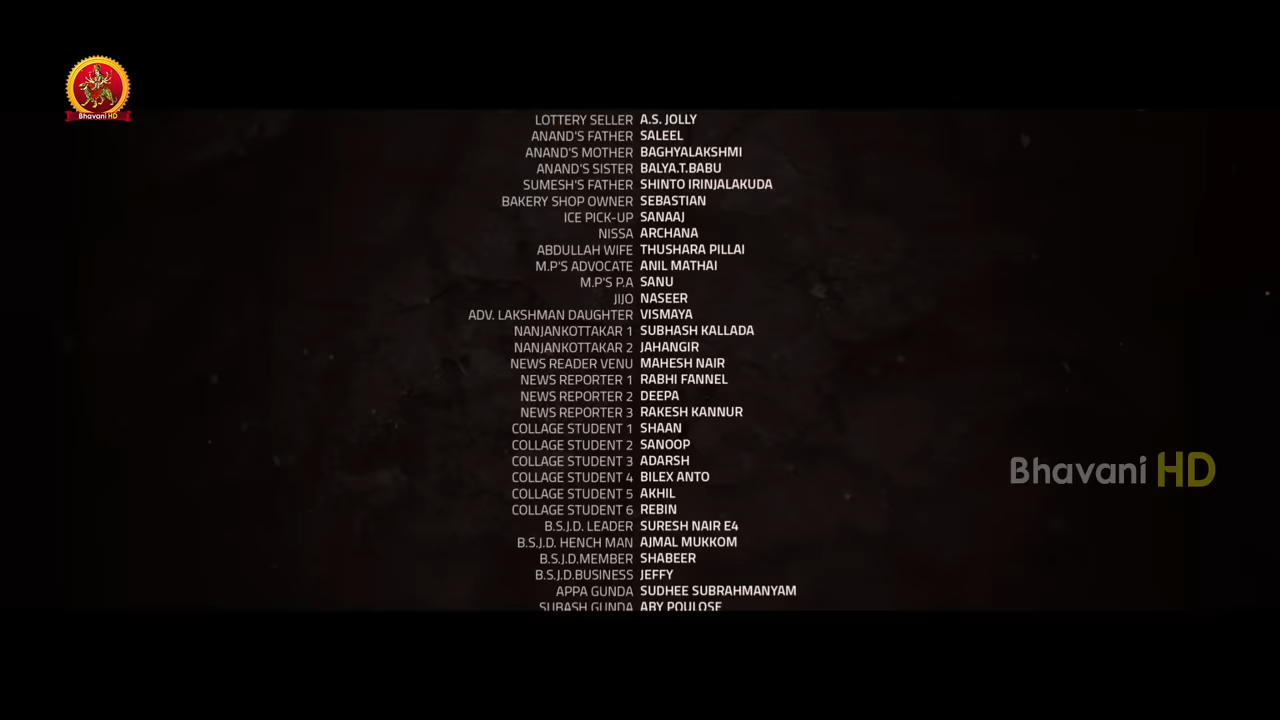 Bhavani HD
LOTTERY SELLER A.S. JOLLY
ANAND'S FATHER SALEEL
ANAND'S MOTHER BAGHYALAKSHMI
ANAND'S SISTER BALYA.T.BABU
SUMESH'S FATHER SHINTO IRINJALAKUDA
BAKERY SHOP OWNER SEBASTIAN
ICE PICK-UP SANAAJ
NISSA ARCHANA
ABDULLAH WIFE THUSHARA PILLAI
M.P'S ADVOCATE ANIL MATHAI
M.P'S P.A SANU
JIJO NASEER
ADV. LAKSHMAN DAUGHTER VISMAYA
NANJANKOTTAKAR 1 SUBHASH KALLADA
NANJANKOTTAKAR 2 JAHANGIR
NEWS READER VENU MAHESH NAIR
NEWS REPORTER 1 RABHI FANNEL
NEWS REPORTER 2 DEEPA
NEWS REPORTER 3 RAKESH KANNUR
COLLAGE STUDENT 1 SHAAN
COLLAGE STUDENT 2 SANOOP
COLLAGE STUDENT 3 ADARSH
COLLAGE STUDENT 4 BILEX ANTO
COLLAGE STUDENT 5 AKHIL
COLLAGE STUDENT 6 REBIN
B.S.J.D. LEADER SURESH NAIR E4
B.S.J.D. HENCH MAN AJMAL MUKKOM
B.S.J.D.MEMBER SHABEER
B.S.J.D.BUSINESS JEFFY
APPA GUNDA SUDHEE SUBRAHMANYAM
SUBASH GUNDA ABY POULOSE
Bhavani HD